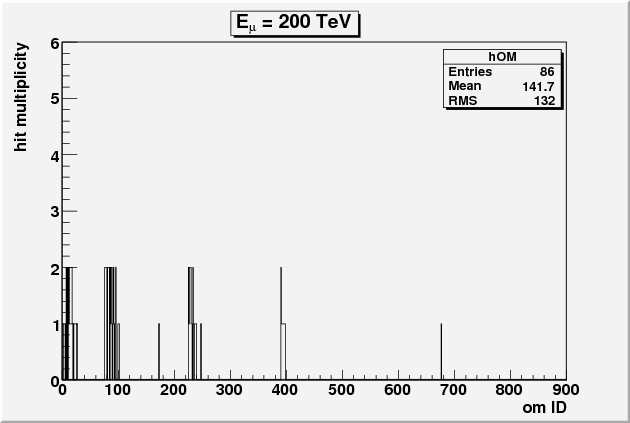 E_μ = 200 TeV
hOM
Entries 86
Mean 141.7
RMS 132
hit multiplicity
6
5
4
3
2
1
0
0 100 200 300 400 500 600 700 800 900
om ID